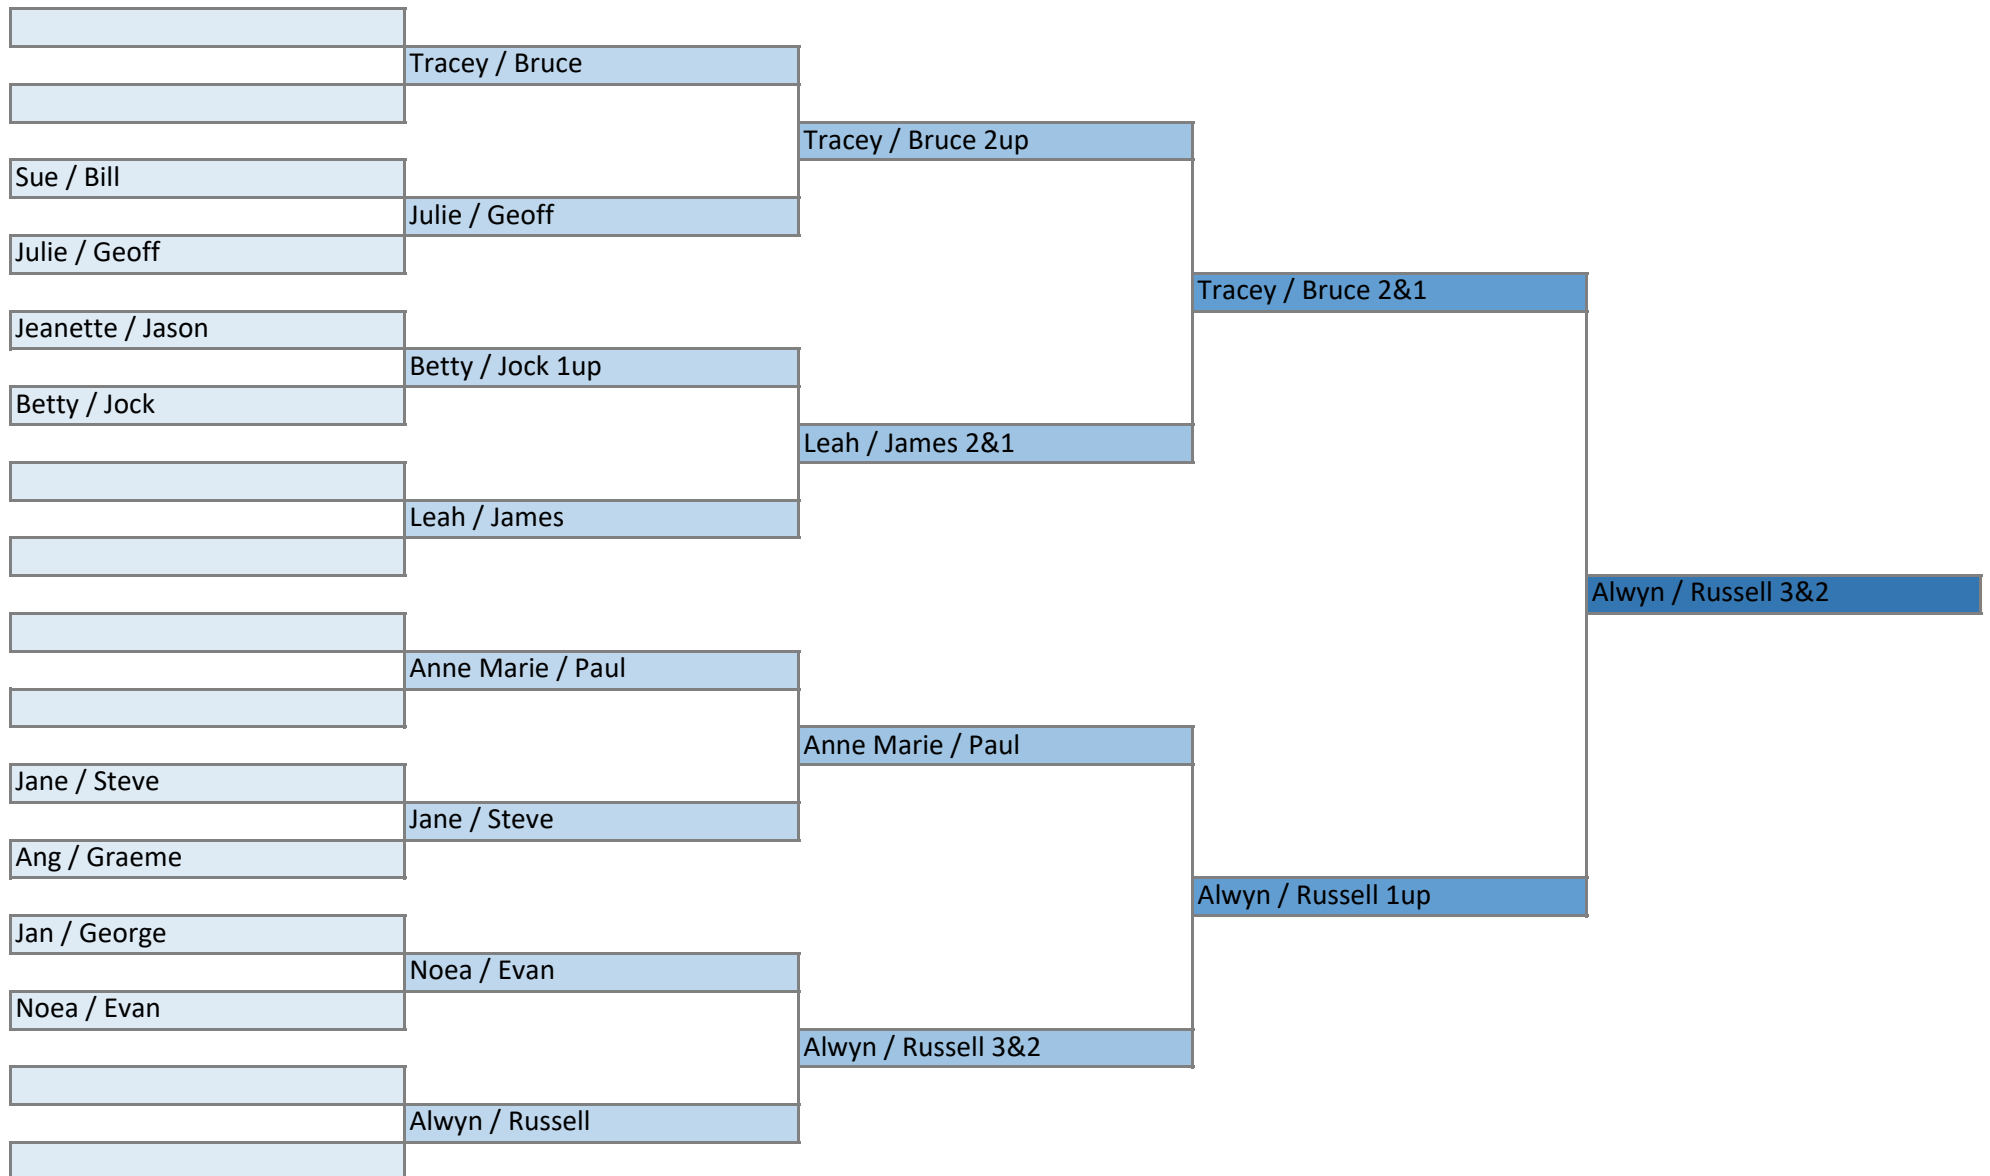 Tracey / Bruce
Tracey / Bruce 2up
Sue / Bill
Julie / Geoff
Julie / Geoff
Tracey / Bruce 2&1
Jeanette / Jason
Betty / Jock 1up
Betty / Jock
Leah / James 2&1
Leah / James
Alwyn / Russell 3&2
Anne Marie / Paul
Anne Marie / Paul
Jane / Steve
Jane / Steve
Ang / Graeme
Alwyn / Russell 1up
Jan / George
Noea / Evan
Noea / Evan
Alwyn / Russell 3&2
Alwyn / Russell